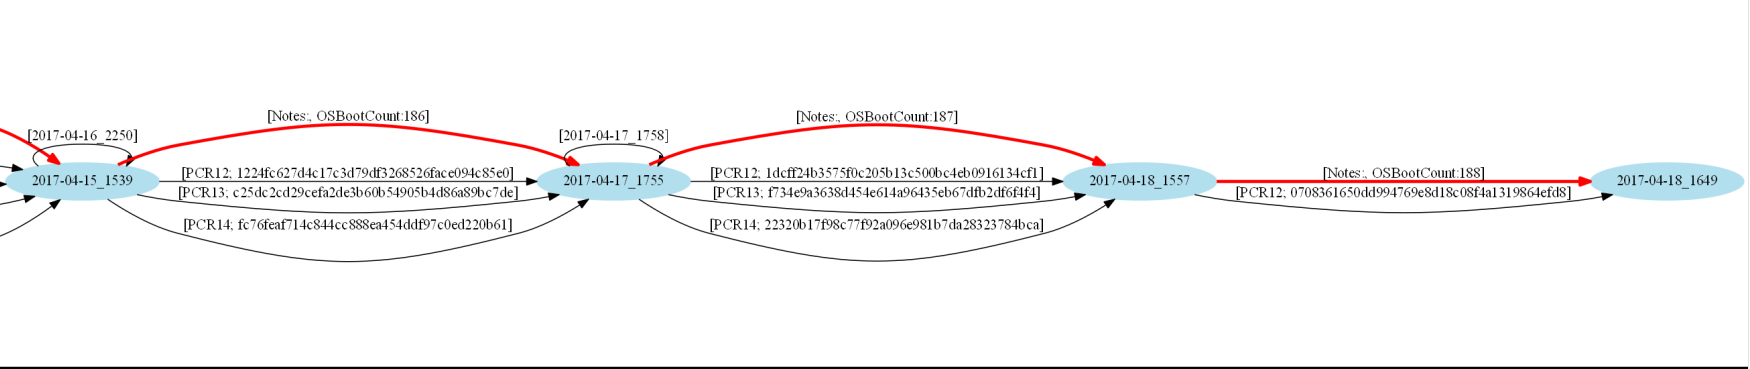 [2017-04-16_2250]
2017-04-15_1539
[Notes:, OSBootCount:186]
[PCR12; 1224fc627d4c17c3d79df3268526face094c85e0]
[PCR13; c25dc2cd29cefa2de3b60b54905b4d86a89bc7de]
[PCR14; fc76feaf714c844cc888ea454ddf97c0ed220b61]
[2017-04-17_1758]
2017-04-17_1755
[Notes:, OSBootCount:187]
[PCR12; 1dcff24b3575f0c205b13c500bc4eb0916134cf1]
[PCR13; f734e9a3638d454e614a96435eb67dfb2df6f4f4]
[PCR14; 22320b17f98c77f92a096e981b7da28323784bca]
2017-04-18_1557
[Notes:, OSBootCount:188]
[PCR12; 0708361650dd994769e8d18c08f4a1319864efd8]
2017-04-18_1649